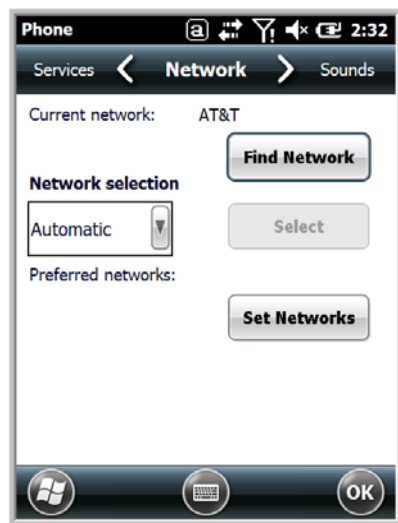 Phone a 2:32
Services Network Sounds
Current network: AT&T
Find Network
Network selection
Automatic Select
Preferred networks:
Set Networks
OK